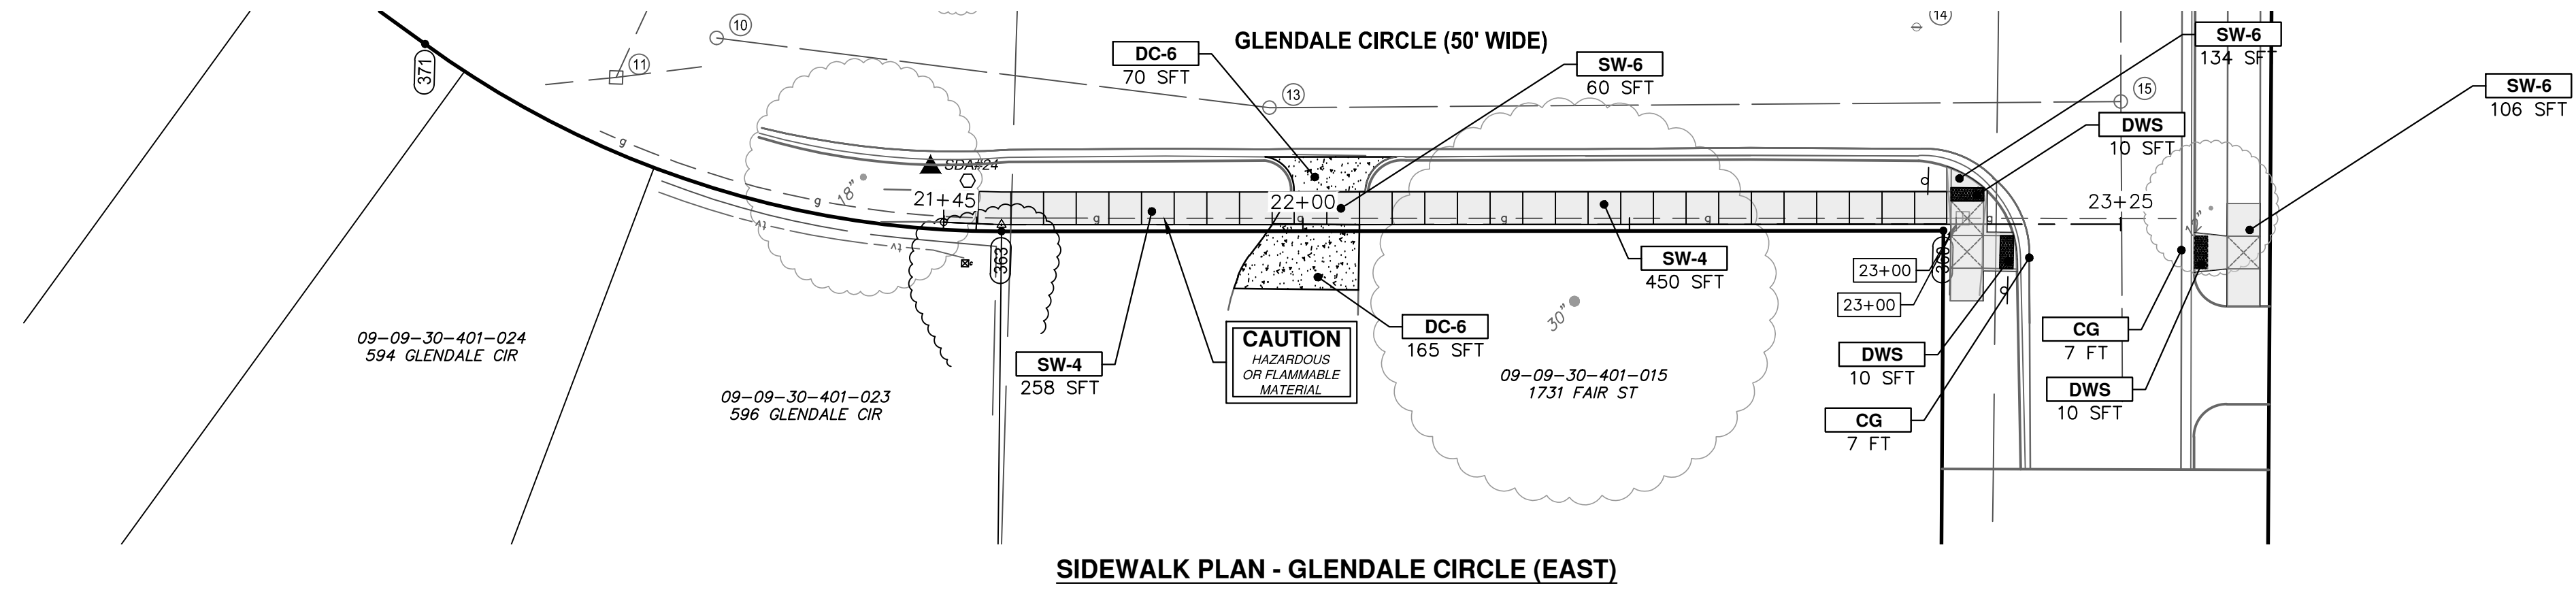 10
11
371
GLENDALE CIRCLE (50' WIDE)
DC-6
70 SFT
SW-6
60 SFT
13
14
15
SW-6
134 SFT
SW-6
106 SFT
DWS
10 SFT
g
SDA#24
18"
g
21+45
22+00
g
g
g
g
g
23+25
tv
tv
363
360
23+00
23+00
30"
SW-4
450 SFT
DC-6
165 SFT
SW-4
258 SFT
CAUTION
HAZARDOUS
OR FLAMMABLE
MATERIAL
09-09-30-401-024
594 GLENDALE CIR
09-09-30-401-023
596 GLENDALE CIR
09-09-30-401-015
1731 FAIR ST
DWS
10 SFT
CG
7 FT
CG
7 FT
DWS
10 SFT
SIDEWALK PLAN - GLENDALE CIRCLE (EAST)